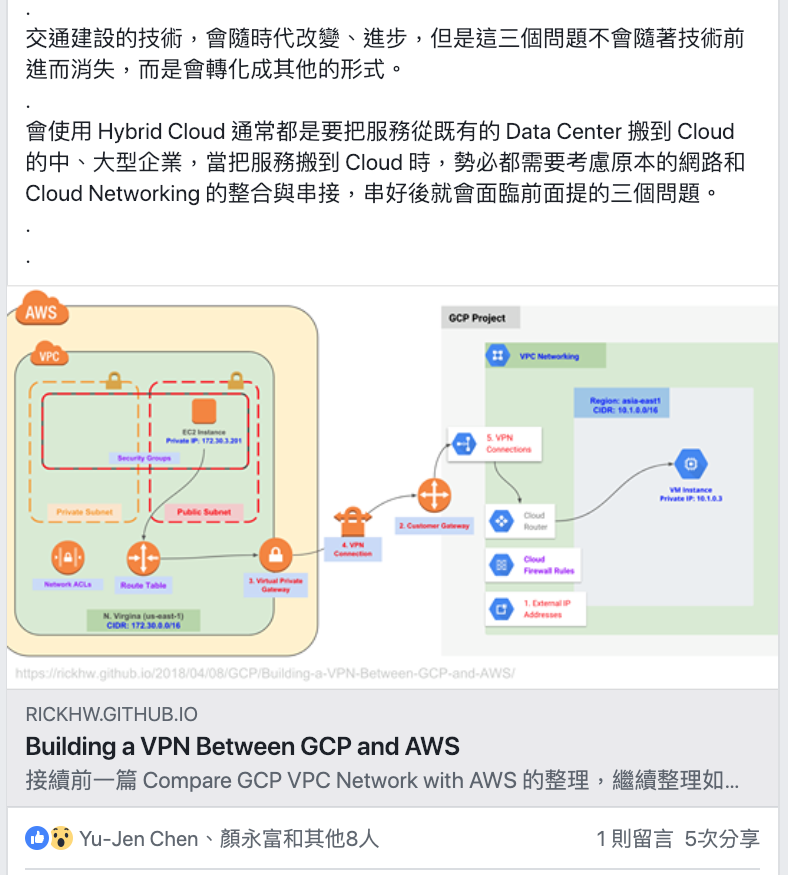 .
交通建設的技術，會隨時代改變、進步，但是這三個問題不會隨著技術前
進而消失，而是會轉化成其他的形式。
.
會使用 Hybrid Cloud 通常都是要把服務從既有的 Data Center 搬到 Cloud
的中、大型企業，當把服務搬到 Cloud 時，勢必都需要考慮原本的網路和
Cloud Networking 的整合與串接，串好後就會面臨前面提的三個問題。
.
.
AWS
VPC
EC2 Instance
Private IP: 172.30.3.201
Security Groups
Private Subnet
Public Subnet
Network ACLs
Route Table
3. Virtual Private
Gateway
N. Virgina (us-east-1)
CIDR: 172.30.0.0/16
4. VPN
Connection
2. Customer Gateway
GCP Project
VPC Networking
Region: asia-east1
CIDR: 10.1.0.0/16
5. VPN
Connections
VM Instance
Private IP: 10.1.0.3
Cloud
Router
Cloud
Firewall Rules
1. External IP
Addresses
https://rickhw.github.io/2018/04/08/GCP/Building-a-VPN-Between-GCP-and-AWS/
RICKHW.GITHUB.IO
Building a VPN Between GCP and AWS
接續前一篇 Compare GCP VPC Network with AWS 的整理，繼續整理如...
Yu-Jen Chen、顏永富和其他8人
1 則留言 5次分享